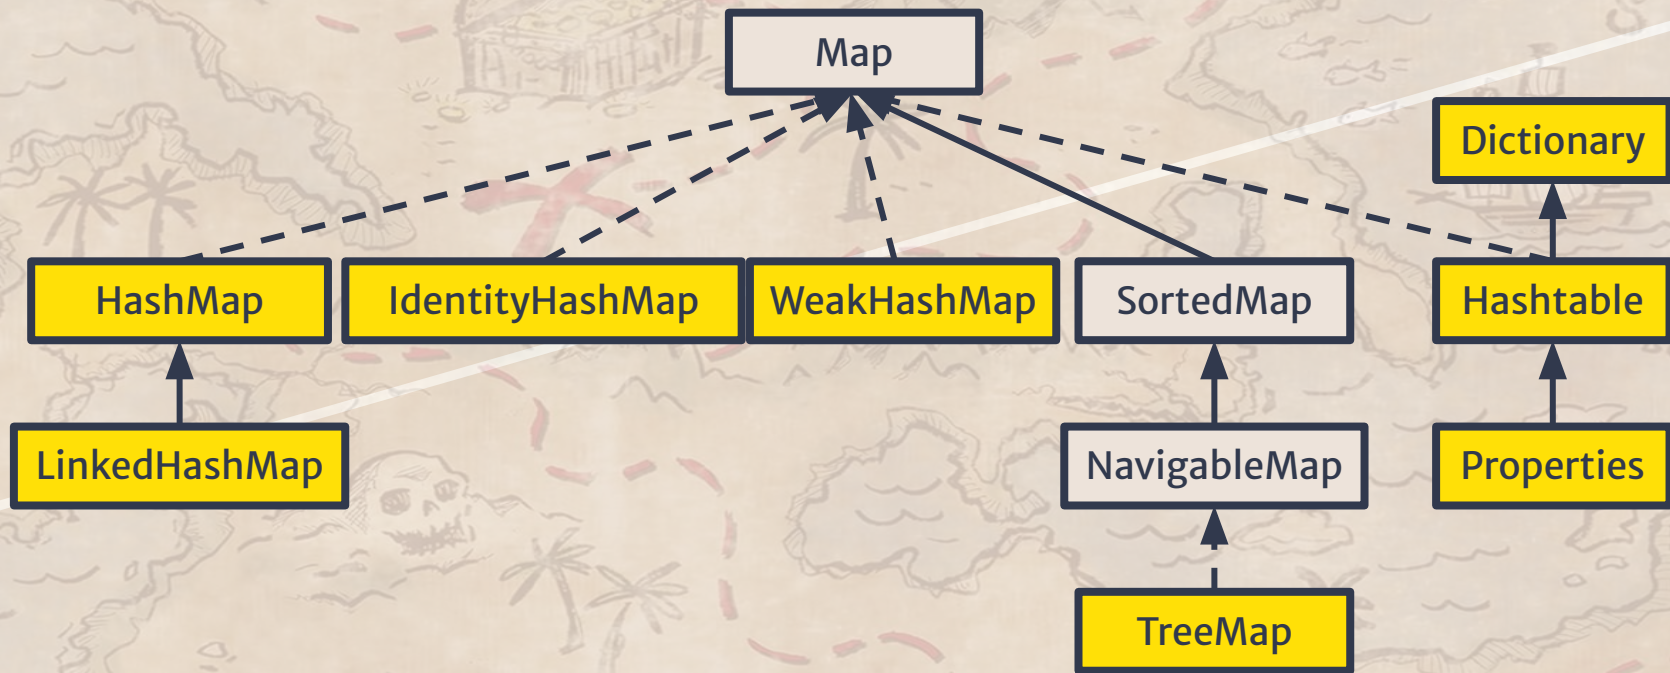 Map
Dictionary
HashMap
IdentityHashMap
WeakHashMap
SortedMap
Hashtable
LinkedHashMap
NavigableMap
Properties
TreeMap